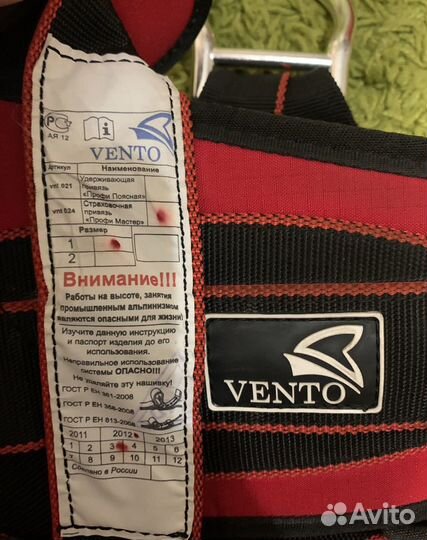 РС
АЯ 12
i
VENTO
Артикул Наименование
vnt 021 Удерживающая
привязь
«Профи Поясная»
vnt 024 Страховочная
привязь
«Профи Мастер»
Размер
1
2
Внимание!!!
Работы на высоте, занятия
промышленным альпинизмом
являются опасными для жизни)
Изучите данную инструкцию
и паспорт изделия до его
использования.
Неправильное использование
системы ОПАСНО!!!
Не удаляйте эту нашивку!
ГОСТ Р ЕН 361-2008
ГОСТ Р ЕН 358-2008
ГОСТ Р ЕН 813-2008
2011 2012 2013
1 2 3 4 5 6
7 8 9 10 11 12
Сделано в России
VENTO
Avito